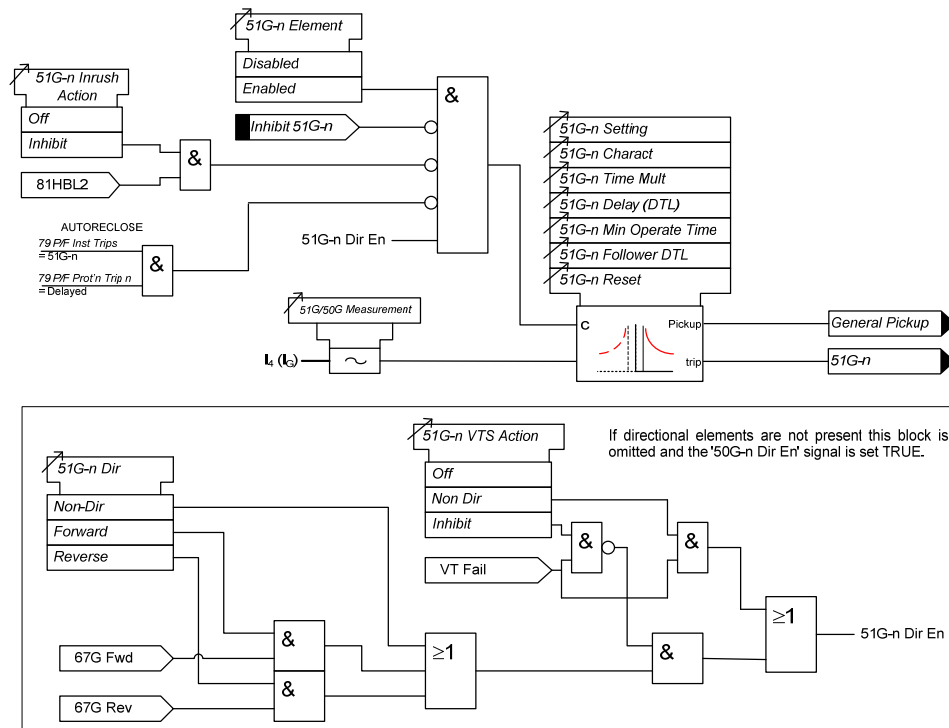 51G-n Element
Disabled
Enabled
Inhibit 51G-n
51G-n Inrush
Action
Off
Inhibit
81HBL2
&
&
AUTORECLOSE
79 P/F Inst Trips
= 51G-n
79 P/F Prot'n Trip n
= Delayed
&
51G-n Dir En
51G-n Setting
51G-n Charact
51G-n Time Mult
51G-n Delay (DTL)
51G-n Min Operate Time
51G-n Follower DTL
51G-n Reset
51G/50G Measurement
I4 (IG)
c
Pickup
trip
General Pickup
51G-n
51G-n VTS Action
Off
Non Dir
Inhibit
VT Fail
If directional elements are not present this block is
omitted and the '50G-n Dir En' signal is set TRUE.
51G-n Dir
Non-Dir
Forward
Reverse
67G Fwd
67G Rev
&
&
≥1
&
&
&
≥1
51G-n Dir En